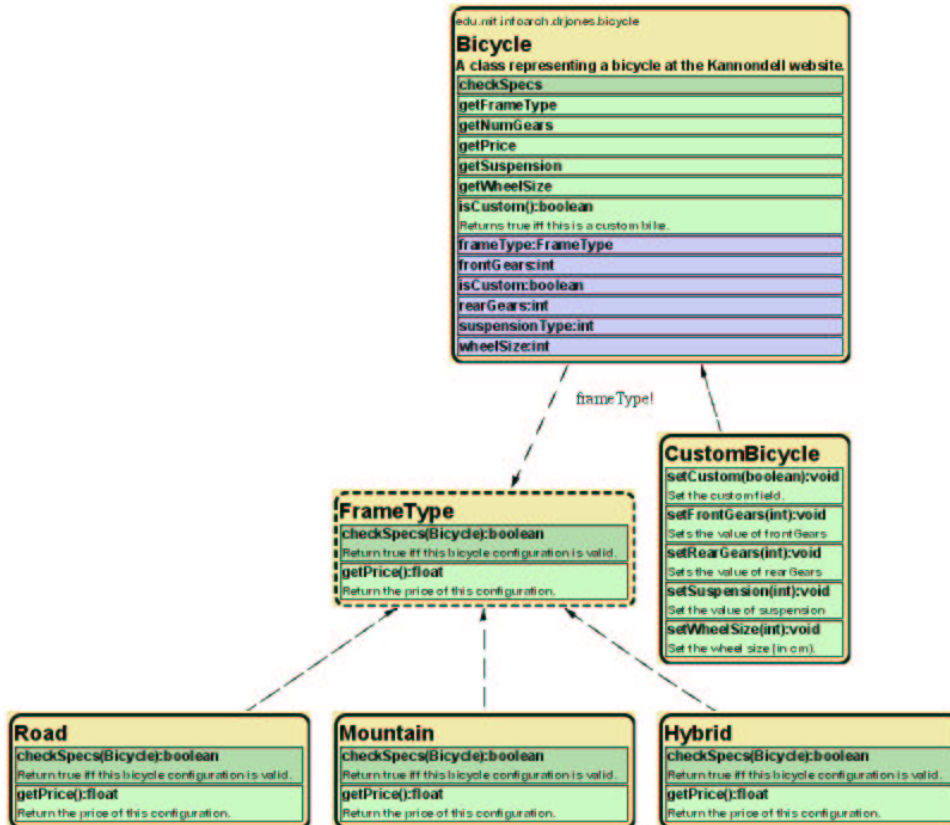 edu.mit.infoarch.drjones.bicycle
Bicycle
A class representing a bicycle at the Kannondell website.
checkSpecs
getFrameType
getNumGears
getPrice
getSuspension
getWheelSize
isCustom():boolean
Returns true iff this is a custom bike.
frameType:FrameType
frontGears:int
isCustom:boolean
rearGears:int
suspensionType:int
wheelSize:int
frameType!
CustomBicycle
setCustom(boolean):void
Set the custom field.
setFrontGears(int):void
Sets the value of frontGears
setRearGears(int):void
Sets the value of rearGears
setSuspension(int):void
Set the value of suspension
setWheelSize(int):void
Set the wheel size (in cm).
FrameType
checkSpecs(Bicycle):boolean
Return true iff this bicycle configuration is valid.
getPrice():float
Return the price of this configuration.
Road
checkSpecs(Bicycle):boolean
Return true iff this bicycle configuration is valid.
getPrice():float
Return the price of this configuration.
Mountain
checkSpecs(Bicycle):boolean
Return true iff this bicycle configuration is valid.
getPrice():float
Return the price of this configuration.
Hybrid
checkSpecs(Bicycle):boolean
Return true iff this bicycle configuration is valid.
getPrice():float
Return the price of this configuration.